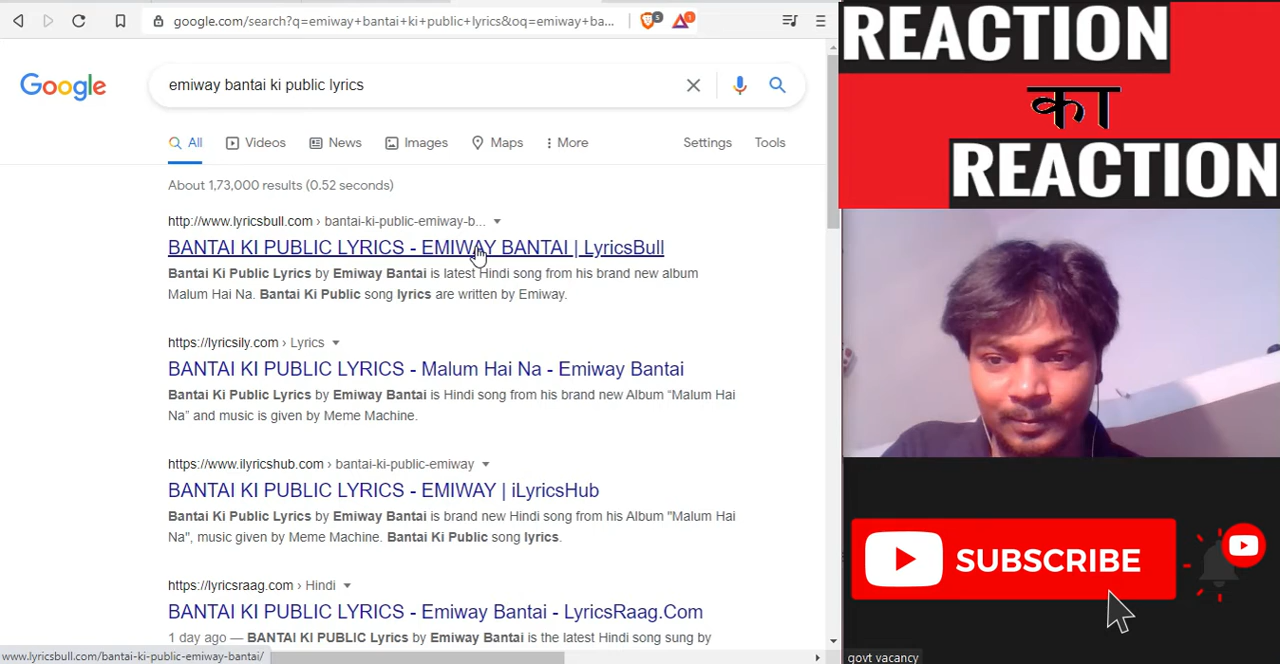 google.com/search?q=emiway+bantai+ki+public+lyrics&oq=emiway+ba...
5
1
Google
emiway bantai ki public lyrics
All Videos News Images Maps More Settings Tools
About 1,73,000 results (0.52 seconds)
http://www.lyricsbull.com › bantai-ki-public-emiway-b...
BANTAI KI PUBLIC LYRICS - EMIWAY BANTAI | LyricsBull
Bantai Ki Public Lyrics by Emiway Bantai is latest Hindi song from his brand new album
Malum Hai Na. Bantai Ki Public song lyrics are written by Emiway.
https://lyricsily.com › Lyrics
BANTAI KI PUBLIC LYRICS - Malum Hai Na - Emiway Bantai
Bantai Ki Public Lyrics by Emiway Bantai is Hindi song from his brand new Album “Malum Hai
Na” and music is given by Meme Machine.
https://www.ilyricshub.com › bantai-ki-public-emiway
BANTAI KI PUBLIC LYRICS - EMIWAY | iLyricsHub
Bantai Ki Public Lyrics by Emiway Bantai is brand new Hindi song from his Album "Malum Hai
Na", music given by Meme Machine. Bantai Ki Public song lyrics.
https://lyricsraag.com › Hindi
BANTAI KI PUBLIC LYRICS - Emiway Bantai - LyricsRaag.Com
1 day ago — BANTAI KI PUBLIC Lyrics by Emiway Bantai is the latest Hindi song sung by
www.lyricsbull.com/bantai-ki-public-emiway-bantai/
REACTION
का
REACTION
SUBSCRIBE
govt vacancy